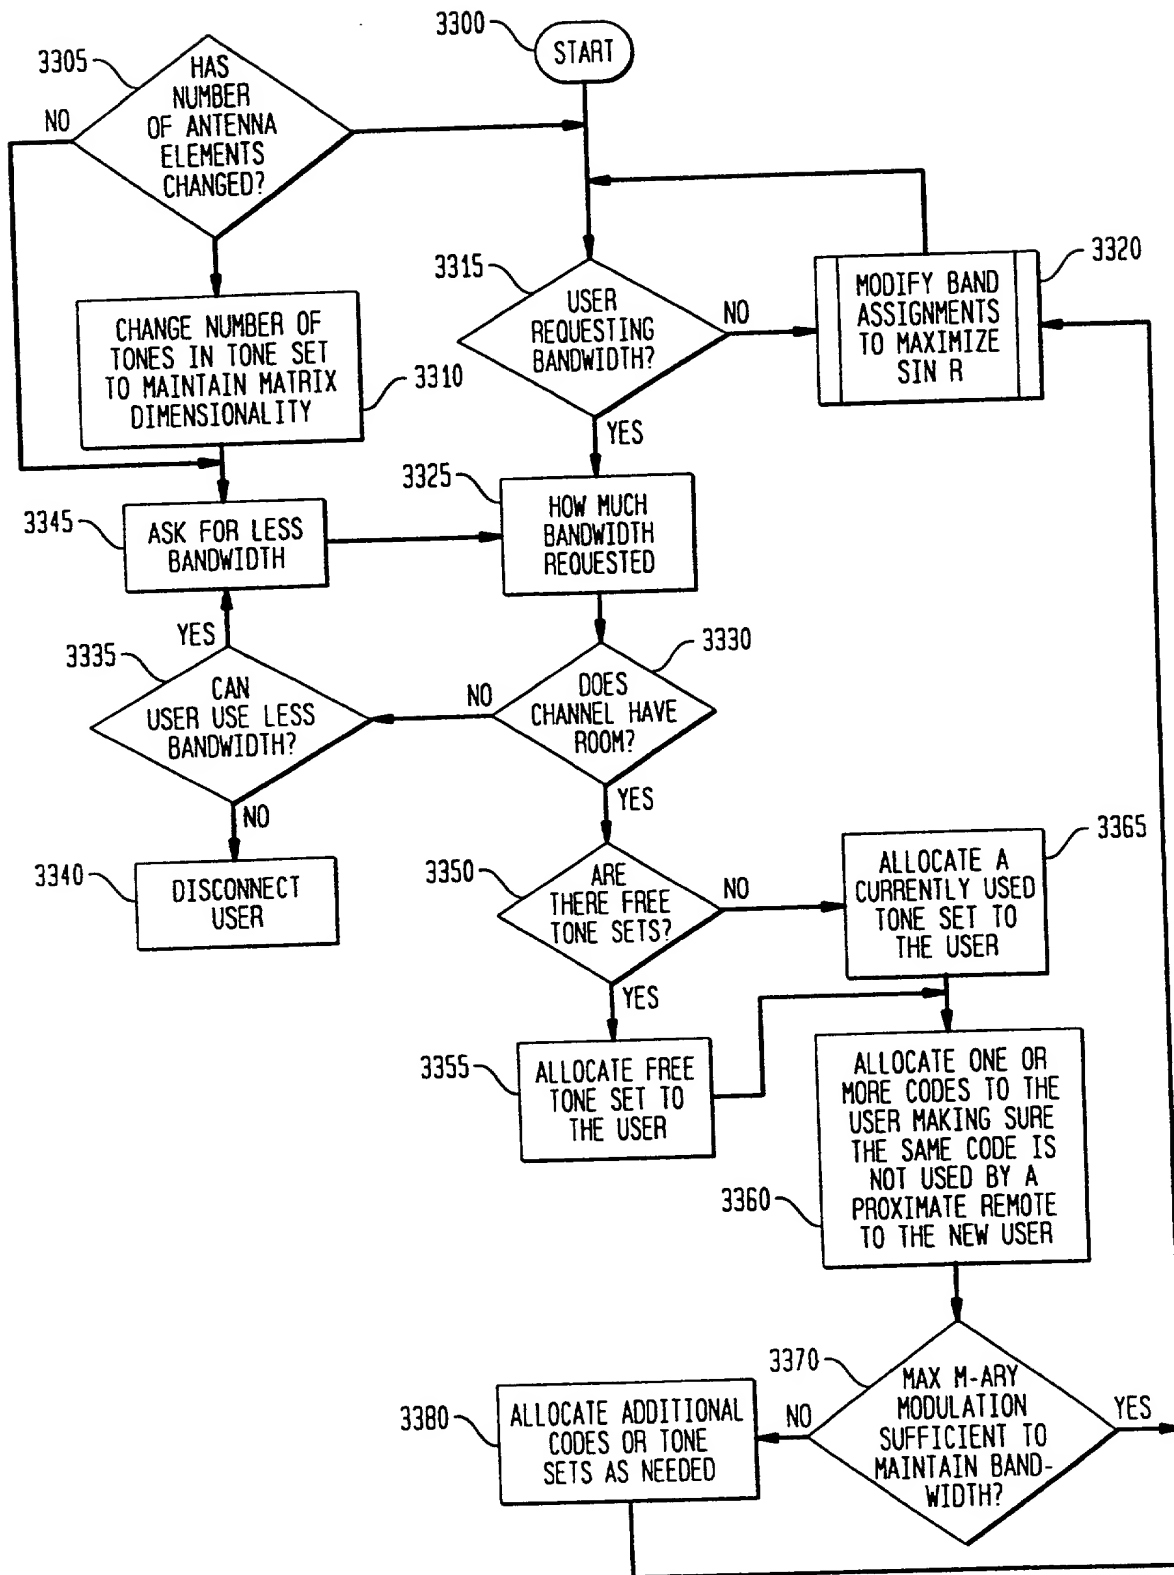 3300
START
3305
HAS
NUMBER
OF ANTENNA
ELEMENTS
CHANGED?
NO
3310
CHANGE NUMBER OF
TONES IN TONE SET
TO MAINTAIN MATRIX
DIMENSIONALITY
3315
USER
REQUESTING
BANDWIDTH?
NO
YES
3320
MODIFY BAND
ASSIGNMENTS
TO MAXIMIZE
SIN R
3325
HOW MUCH
BANDWIDTH
REQUESTED
3345
ASK FOR LESS
BANDWIDTH
YES
3335
CAN
USER USE LESS
BANDWIDTH?
NO
3330
DOES
CHANNEL HAVE
ROOM?
NO
YES
3340
DISCONNECT
USER
3350
ARE
THERE FREE
TONE SETS?
NO
YES
3365
ALLOCATE A
CURRENTLY USED
TONE SET TO
THE USER
3355
ALLOCATE FREE
TONE SET TO
THE USER
3360
ALLOCATE ONE OR
MORE CODES TO THE
USER MAKING SURE
THE SAME CODE IS
NOT USED BY A
PROXIMATE REMOTE
TO THE NEW USER
3370
MAX M-ARY
MODULATION
SUFFICIENT TO
MAINTAIN BAND-
WIDTH?
NO
YES
3380
ALLOCATE ADDITIONAL
CODES OR TONE
SETS AS NEEDED